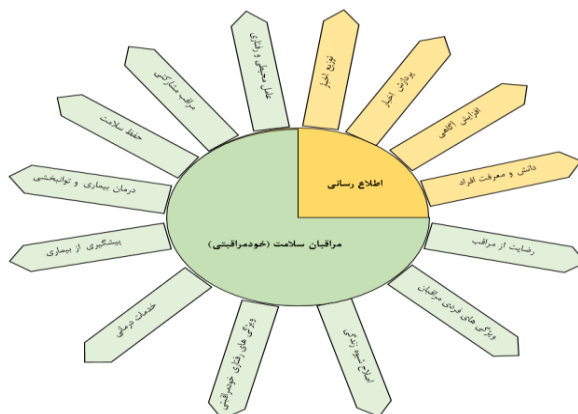 توزیع اخبار
پردازش اخبار
افزایش آگاهی
دانش و معرفت افراد
رضایت از مراقب
ویژگی های فردی مراقبان
اصلاح شیوه زندگی
ویژگی های رفتاری خودمراقبتی
خدمات درمانی
پیشگیری از بیماری
درمان بیماری و توانبخشی
حفظ سلامت
مراقب مشارکتی
عامل محیطی و رفتاری
اطلاع رسانی
مراقبان سلامت (خودمراقبتی)